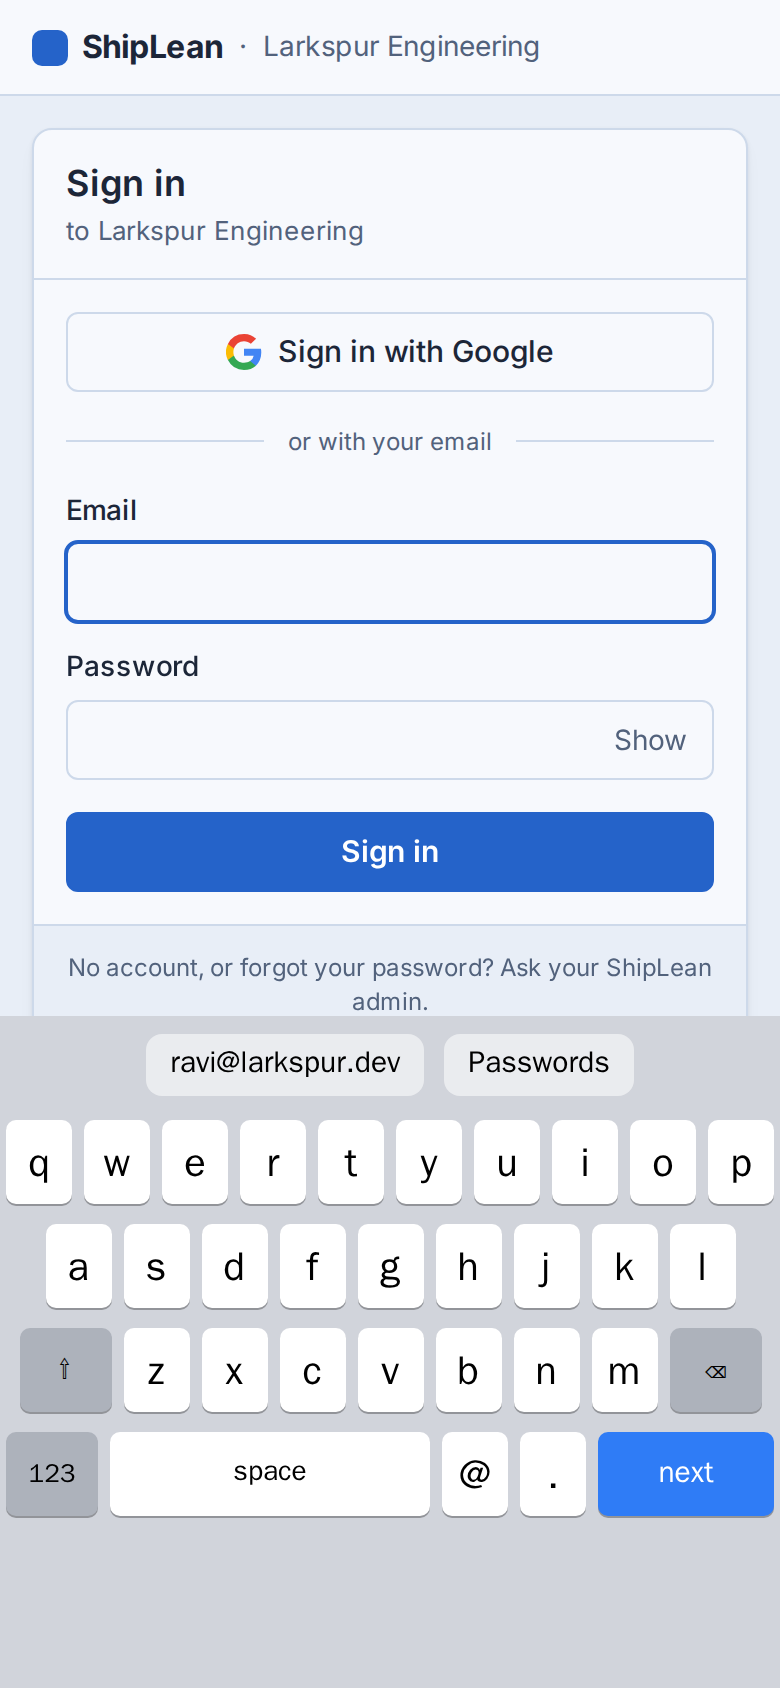 ShipLean · Larkspur Engineering
Sign in
to Larkspur Engineering
Sign in with Google
or with your email
Email
Password
Show
Sign in
No account, or forgot your password? Ask your ShipLean
admin.
ravi@larkspur.dev Passwords
q w e r t y u i o p
a s d f g h j k l
⇧ z x c v b n m ⌫
123 space @ . next